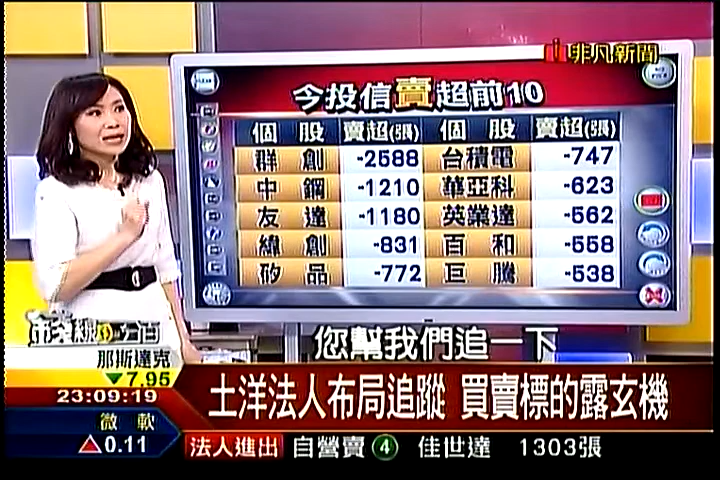 非凡新聞
今投信賣超前10
個股 賣超(張) 個股 賣超(張)
群創 -2588 台積電 -747
中鋼 -1210 華亞科 -623
友達 -1180 英業達 -562
緯創 -831 百和 -558
矽品 -772 巨騰 -538
您幫我們追一下
那斯達克
▼7.95
23:09:19
土洋法人布局追蹤 買賣標的露玄機
微軟
▲0.11
法人進出 自營賣 4 佳世達 1303張